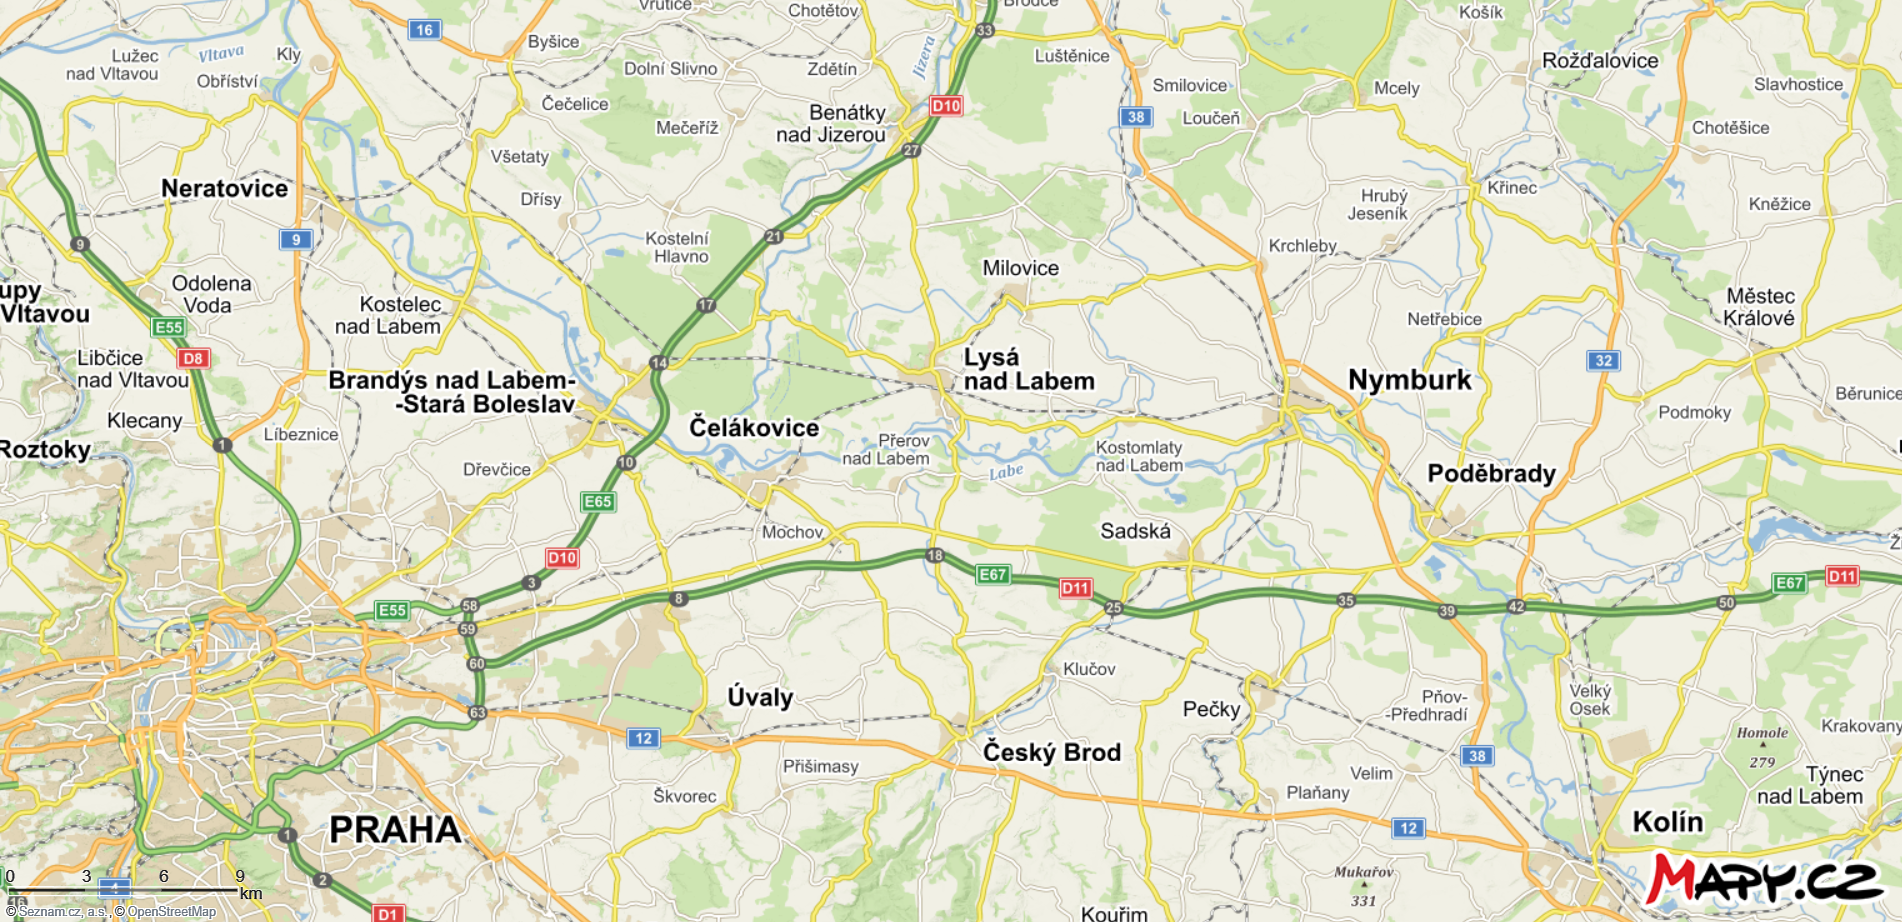 Brodce
Vrutice
Chotětov
Košík
16
33
Byšice
Lužec
nad Vltavou
Vltava
Kly
Jizera
Luštěnice
Rožďalovice
Dolní Slivno
Zdětín
Obříství
Smilovice
Mcely
Slavhostice
Čečelice
D10
Benátky
nad Jizerou
38
Loučeň
Mečeříž
Chotěšice
27
Všetaty
Neratovice
Křinec
Dřísy
Hrubý
Jeseník
Kněžice
9
9
Kostelní
Hlavno
21
Krchleby
Milovice
Odolena
Voda
upy
Vltavou
Kostelec
nad Labem
17
Městec
Králové
E55
Netřebice
Libčice
nad Vltavou
D8
14
Lysá
nad Labem
32
Brandýs nad Labem-
-Stará Boleslav
Nymburk
Běrunice
Klecany
Podmoky
Líbeznice
1
Čelákovice
Přerov
nad Labem
Kostomlaty
nad Labem
Roztoky
Labe
Dřevčice
10
Poděbrady
E65
Mochov
Sadská
Ž
D10
18
E67
D11
3
E67
D11
E55
58
8
25
35
39
42
50
59
60
Klučov
Úvaly
Pečky
Pňov-
-Předhradí
Velký
Osek
63
12
Krakovany
Homole
279
Český Brod
38
Přišimasy
Velim
Týnec
nad Labem
Škvorec
Plaňany
PRAHA
1
12
Kolín
0
3
6
9
km
2
4
16
Mukařov
331
Mapy.cz
© Seznam.cz, a.s., © OpenStreetMap
D1
Kouřim